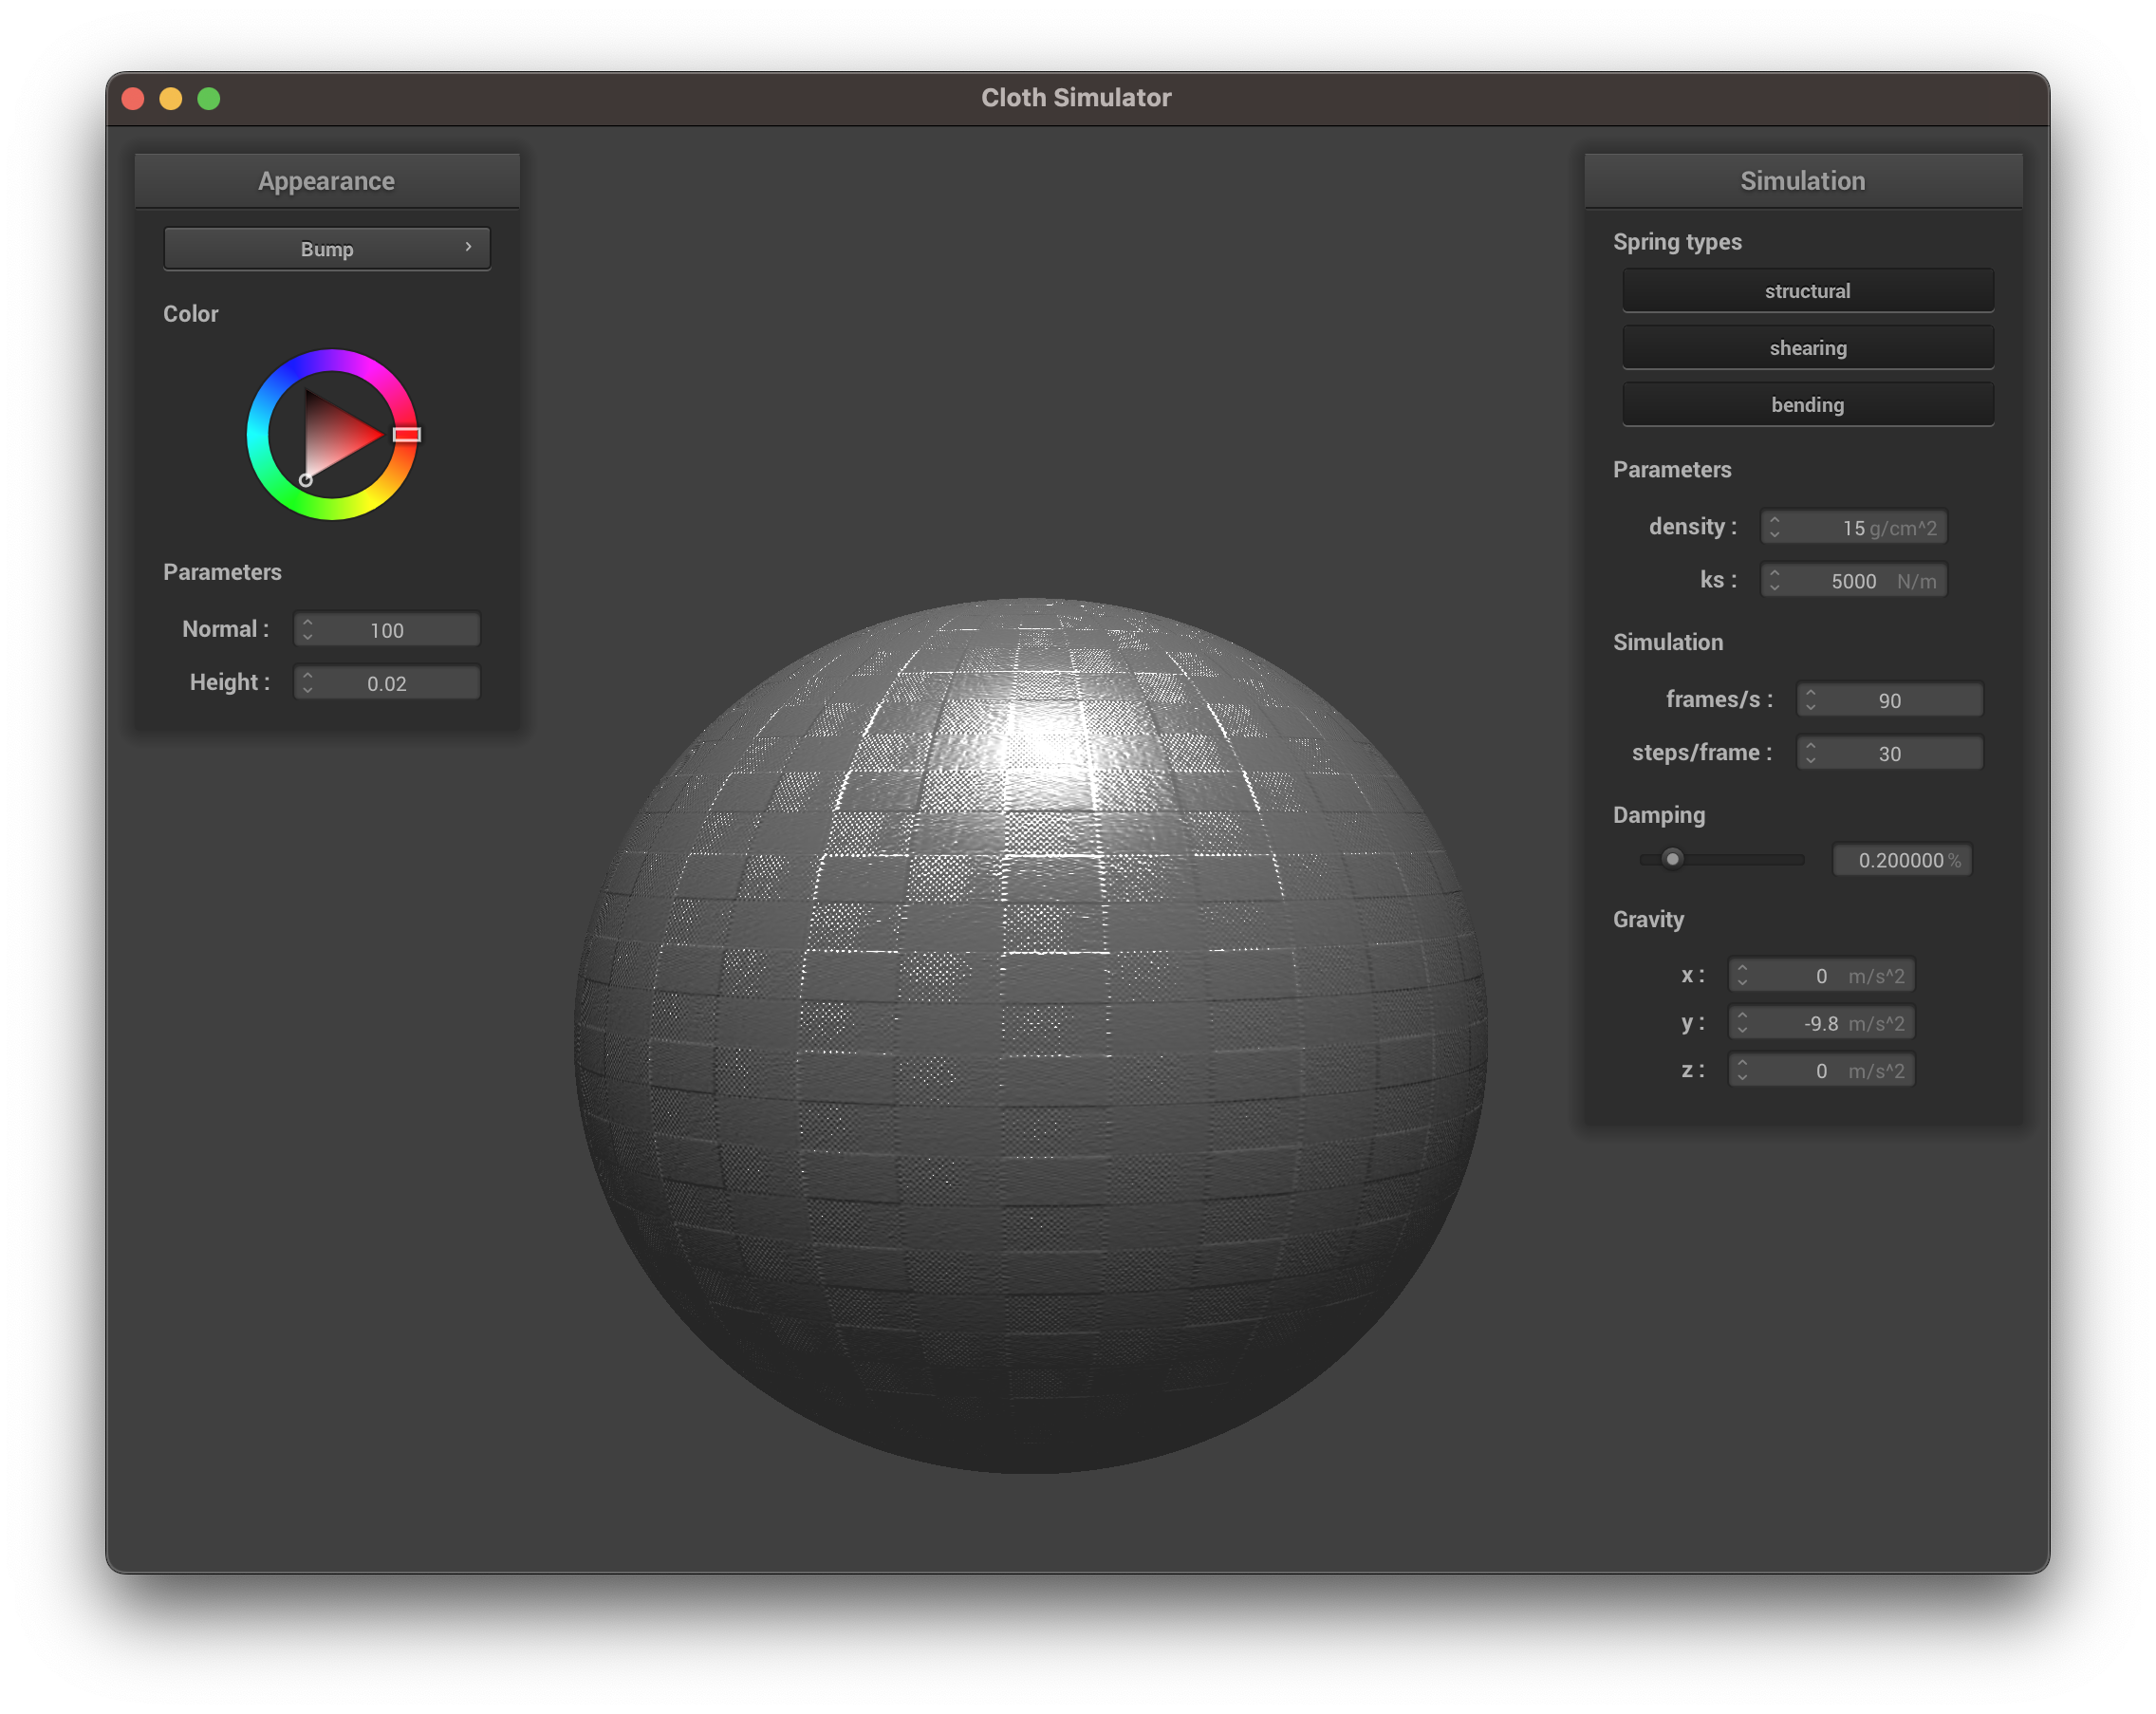 Cloth Simulator
Appearance
Bump
Color
Parameters
Normal : 100
Height : 0.02
Simulation
Spring types
structural
shearing
bending
Parameters
density : 15 g/cm^2
ks : 5000 N/m
Simulation
frames/s : 90
steps/frame : 30
Damping
0.200000 %
Gravity
x : 0 m/s^2
y : -9.8 m/s^2
z : 0 m/s^2